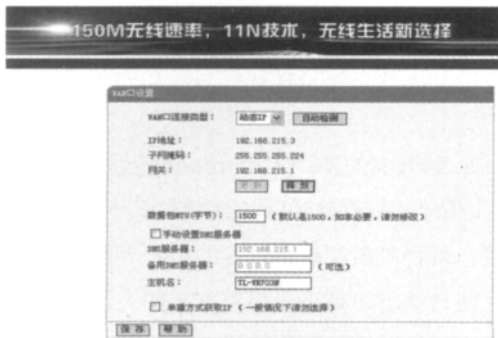 150M无线速率，11N技术，无线生活新选择
WAN口设置
WAN口连接类型： 动态IP 自动检测
IP地址： 192.168.215.3
子网掩码： 255.255.255.224
网关： 192.168.215.1
更新 释放
数据包MTU(字节)： 1500 （默认是1500，如非必要，请勿修改）
手动设置DNS服务器
DNS服务器： 192.168.215.1
备用DNS服务器： 0.0.0.0 （可选）
主机名： TL-WR703N
单播方式获取IP （一般情况下请勿选择）
保存 帮助